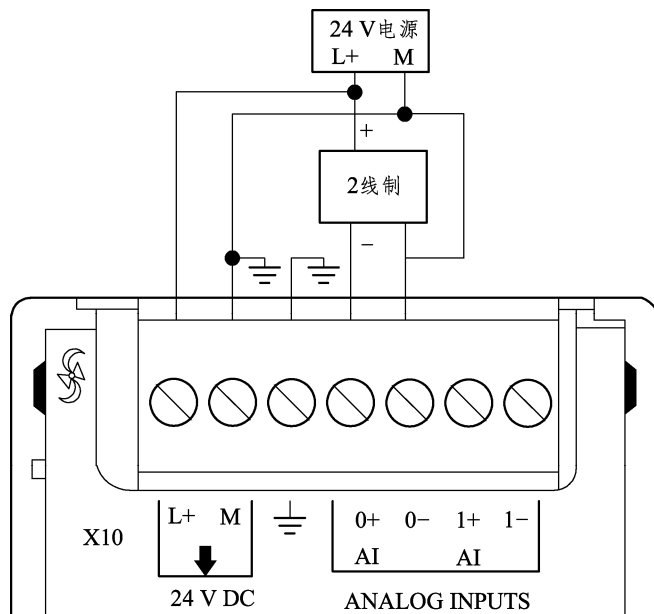 24 V电源
L+ M
+
2线制
−
L+ M 0+ 0− 1+ 1−
X10 AI AI
24 V DC ANALOG INPUTS